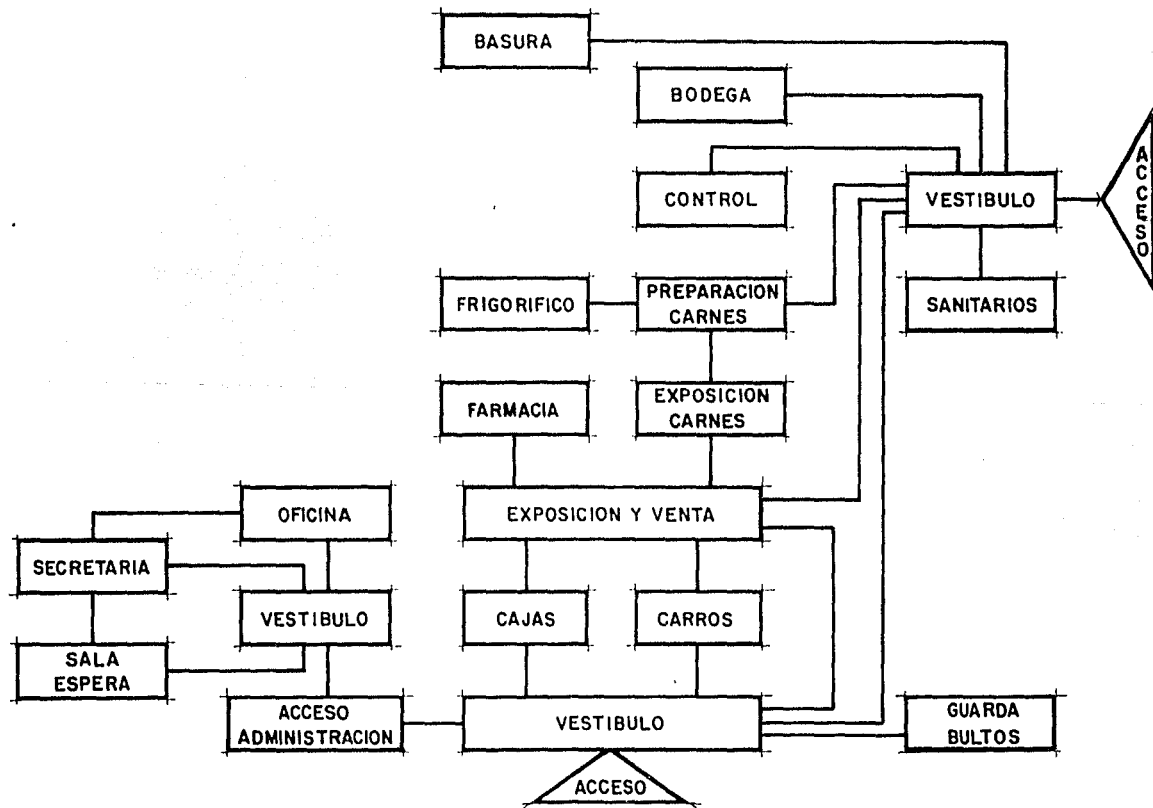 BASURA
BODEGA
ACCESO
CONTROL
VESTIBULO
FRIGORIFICO
PREPARACION
CARNES
SANITARIOS
FARMACIA
EXPOSICION
CARNES
OFICINA
EXPOSICION Y VENTA
SECRETARIA
VESTIBULO
CAJAS
CARROS
SALA
ESPERA
ACCESO
ADMINISTRACION
VESTIBULO
GUARDA
BULTOS
ACCESO